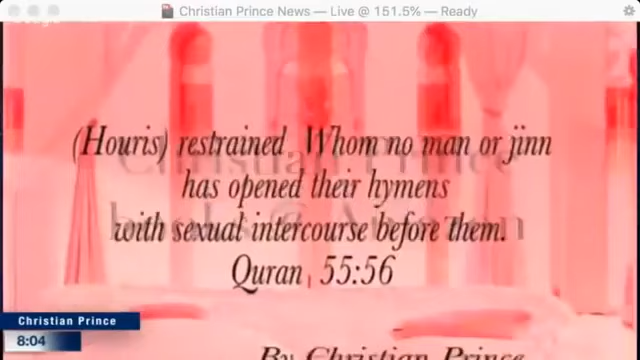 Christian Prince News — Live @ 151.5% — Ready
(Houris) restrained Whom no man or jinn
has opened their hymens
with sexual intercourse before them.
Quran 55:56
Christian Prince
8:04
By Christian Prince